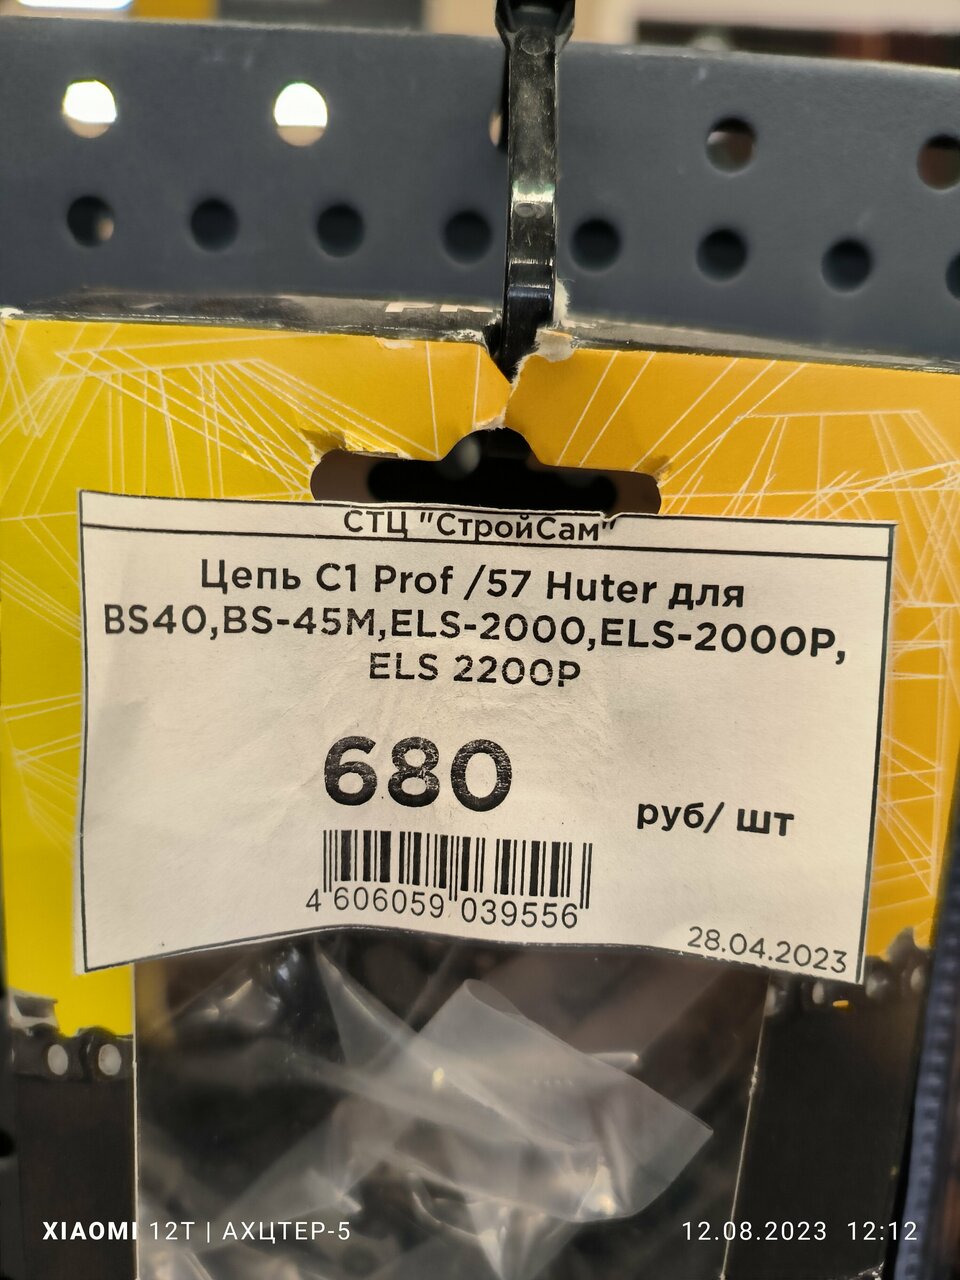 СТЦ "СтройСам"
Цепь C1 Prof /57 Huter для
BS40,BS-45M,ELS-2000,ELS-2000P,
ELS 2200P
680
руб/ шт
4 606059 039556
28.04.2023
XIAOMI 12T | АХЦТЕР-5
12.08.2023 12:12